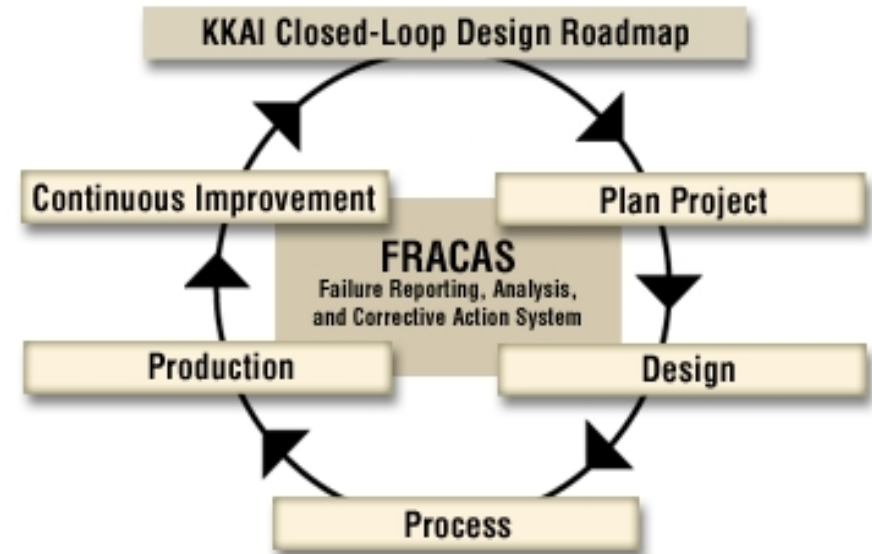 KKAI Closed-Loop Design Roadmap
Continuous Improvement
Plan Project
FRACAS
Failure Reporting, Analysis,
and Corrective Action System
Production
Design
Process